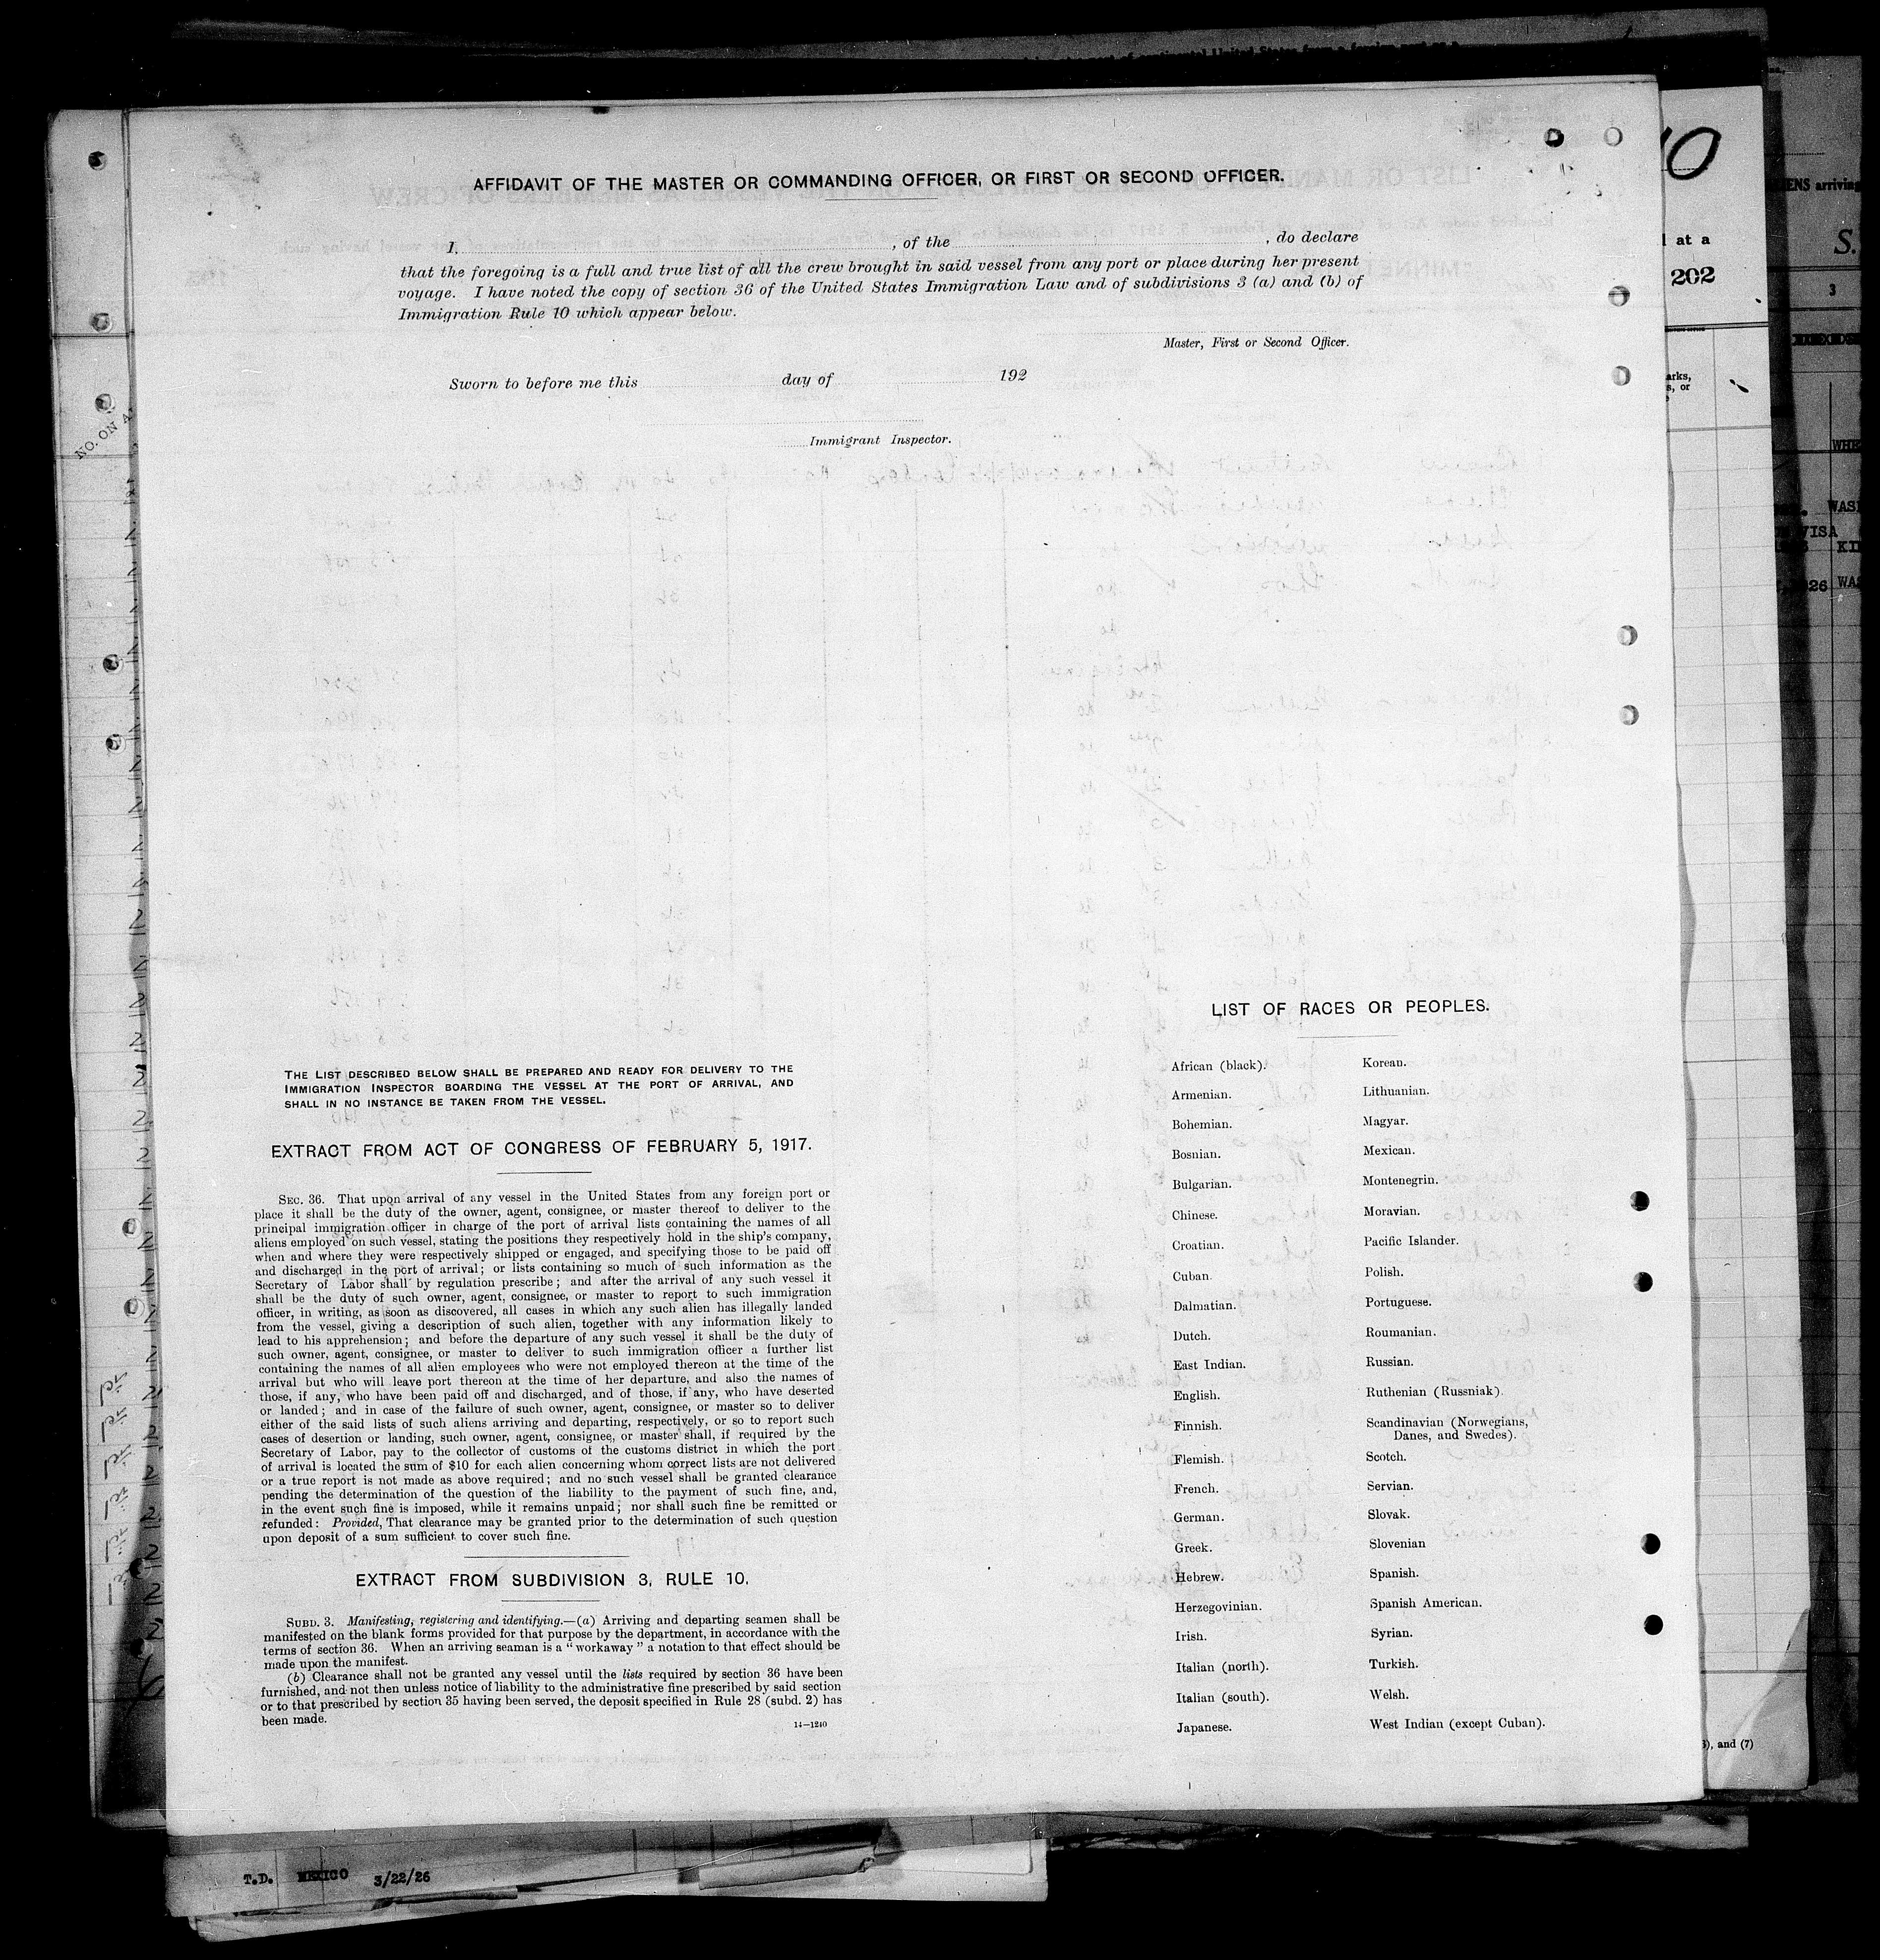 AFFIDAVIT OF THE MASTER OR COMMANDING OFFICER, OR FIRST OR SECOND OFFICER.
I, , of the , do declare
that the foregoing is a full and true list of all the crew brought in said vessel from any port or place during her present
voyage. I have noted the copy of section 36 of the United States Immigration Law and of subdivisions 3 (a) and (b) of
Immigration Rule 10 which appear below.
Master, First or Second Officer.
Sworn to before me this day of 192
Immigrant Inspector.
THE LIST DESCRIBED BELOW SHALL BE PREPARED AND READY FOR DELIVERY TO THE
IMMIGRATION INSPECTOR BOARDING THE VESSEL AT THE PORT OF ARRIVAL, AND
SHALL IN NO INSTANCE BE TAKEN FROM THE VESSEL.
EXTRACT FROM ACT OF CONGRESS OF FEBRUARY 5, 1917.
SEC. 36. That upon arrival of any vessel in the United States from any foreign port or
place it shall be the duty of the owner, agent, consignee, or master thereof to deliver to the
principal immigration officer in charge of the port of arrival lists containing the names of all
aliens employed on such vessel, stating the positions they respectively hold in the ship's company,
when and where they were respectively shipped or engaged, and specifying those to be paid off
and discharged in the port of arrival; or lists containing so much of such information as the
Secretary of Labor shall by regulation prescribe; and after the arrival of any such vessel it
shall be the duty of such owner, agent, consignee, or master to report to such immigration
officer, in writing, as soon as discovered, all cases in which any such alien has illegally landed
from the vessel, giving a description of such alien, together with any information likely to
lead to his apprehension; and before the departure of any such vessel it shall be the duty of
such owner, agent, consignee, or master to deliver to such immigration officer a further list
containing the names of all alien employees who were not employed thereon at the time of the
arrival but who will leave port thereon at the time of her departure, and also the names of
those, if any, who have been paid off and discharged, and of those, if any, who have deserted
or landed; and in case of the failure of such owner, agent, consignee, or master so to deliver
either of the said lists of such aliens arriving and departing, respectively, or so to report such
cases of desertion or landing, such owner, agent, consignee, or master shall, if required by the
Secretary of Labor, pay to the collector of customs of the customs district in which the port
of arrival is located the sum of $10 for each alien concerning whom correct lists are not delivered
or a true report is not made as above required; and no such vessel shall be granted clearance
pending the determination of the question of the liability to the payment of such fine, and,
in the event such fine is imposed, while it remains unpaid; nor shall such fine be remitted or
refunded: Provided, That clearance may be granted prior to the determination of such question
upon deposit of a sum sufficient to cover such fine.
EXTRACT FROM SUBDIVISION 3, RULE 10.
SUBD. 3. Manifesting, registering and identifying.—(a) Arriving and departing seamen shall be
manifested on the blank forms provided for that purpose by the department, in accordance with the
terms of section 36. When an arriving seaman is a "workaway" a notation to that effect should be
made upon the manifest.
(b) Clearance shall not be granted any vessel until the lists required by section 36 have been
furnished, and not then unless notice of liability to the administrative fine prescribed by said section
or to that prescribed by section 35 having been served, the deposit specified in Rule 28 (subd. 2) has
been made.
14—1240
LIST OF RACES OR PEOPLES.
African (black).
Armenian.
Bohemian.
Bosnian.
Bulgarian.
Chinese.
Croatian.
Cuban.
Dalmatian.
Dutch.
East Indian.
English.
Finnish.
Flemish.
French.
German.
Greek.
Hebrew.
Herzegovinian.
Irish.
Italian (north).
Italian (south).
Japanese.
Korean.
Lithuanian.
Magyar.
Mexican.
Montenegrin.
Moravian.
Pacific Islander.
Polish.
Portuguese.
Roumanian.
Russian.
Ruthenian (Russniak).
Scandinavian (Norwegians,
Danes, and Swedes).
Scotch.
Servian.
Slovak.
Slovenian
Spanish.
Spanish American.
Syrian.
Turkish.
Welsh.
West Indian (except Cuban).
NO. ON
10
at a
202
arriving
S.
3
VISA
and (7)
T.D. MEXICO 3/22/26